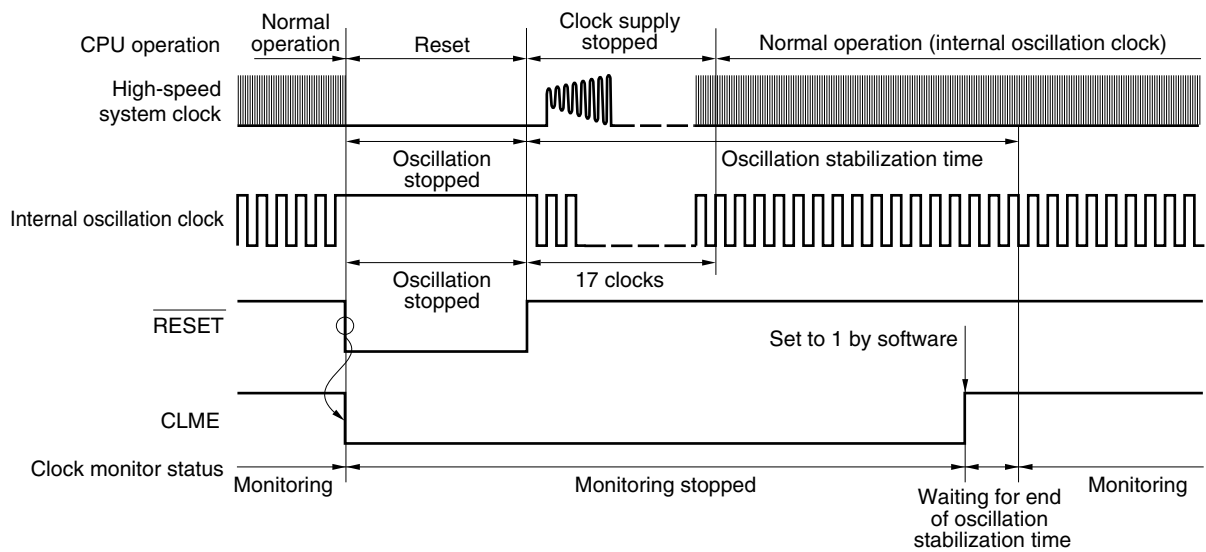 CPU operation
Normal
operation
Reset
Clock supply
stopped
Normal operation (internal oscillation clock)
High-speed
system clock
Oscillation
stopped
Oscillation stabilization time
Internal oscillation clock
Oscillation
stopped
17 clocks
RESET
Set to 1 by software
CLME
Clock monitor status
Monitoring
Monitoring stopped
Waiting for end
of oscillation
stabilization time
Monitoring